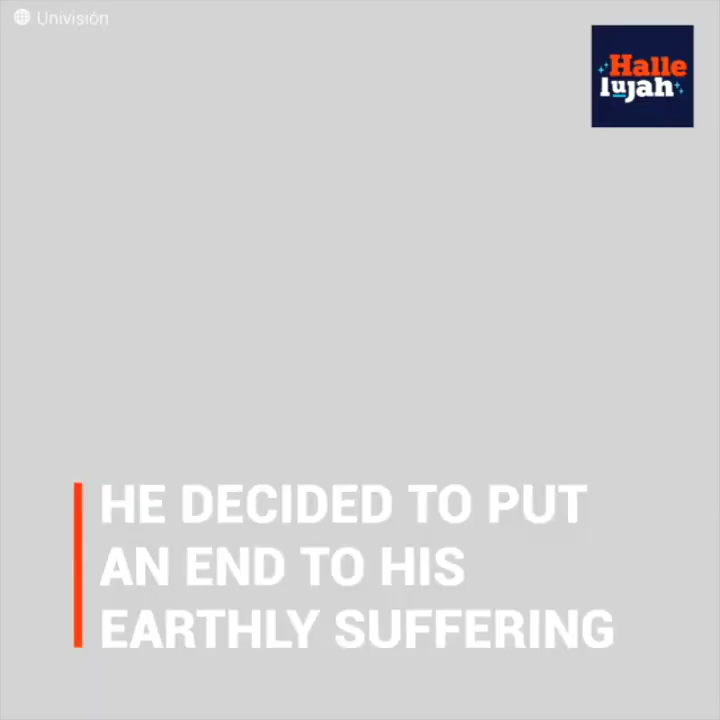 Univisión
Halle
lujah
HE DECIDED TO PUT
AN END TO HIS
EARTHLY SUFFERING